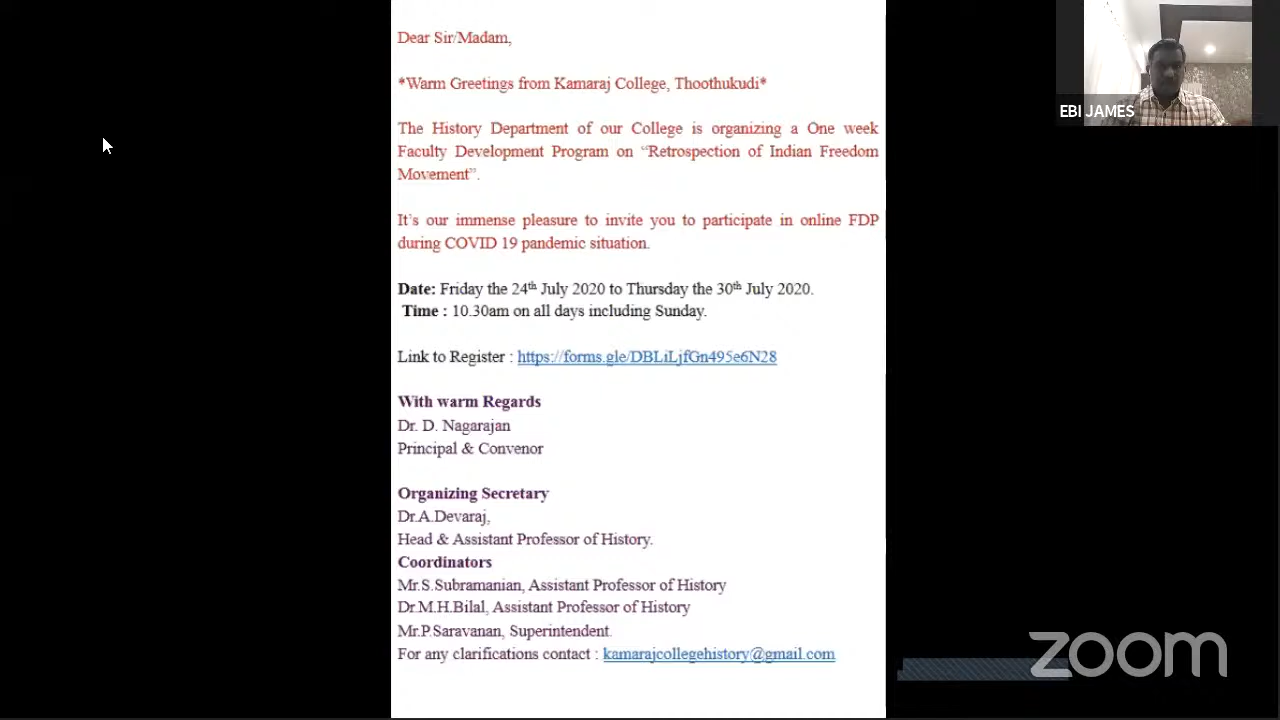 Dear Sir/Madam,
*Warm Greetings from Kamaraj College, Thoothukudi*
The History Department of our College is organizing a One week
Faculty Development Program on “Retrospection of Indian Freedom
Movement”.
It’s our immense pleasure to invite you to participate in online FDP
during COVID 19 pandemic situation.
Date: Friday the 24th July 2020 to Thursday the 30th July 2020.
Time : 10.30am on all days including Sunday.
Link to Register : https://forms.gle/DBLiLjfGn495e6N28
With warm Regards
Dr. D. Nagarajan
Principal & Convenor
Organizing Secretary
Dr.A.Devaraj,
Head & Assistant Professor of History.
Coordinators
Mr.S.Subramanian, Assistant Professor of History
Dr.M.H.Bilal, Assistant Professor of History
Mr.P.Saravanan, Superintendent.
For any clarifications contact : kamarajcollegehistory@gmail.com
EBI JAMES
zoom